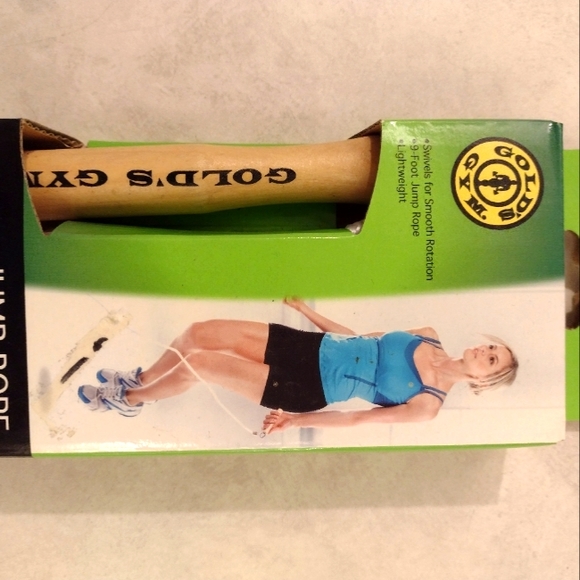 GOLD'S
GYM.
•Swivels for Smooth Rotation
•9-Foot Jump Rope
•Lightweight
GOLD'S GYM
JUMP ROPE